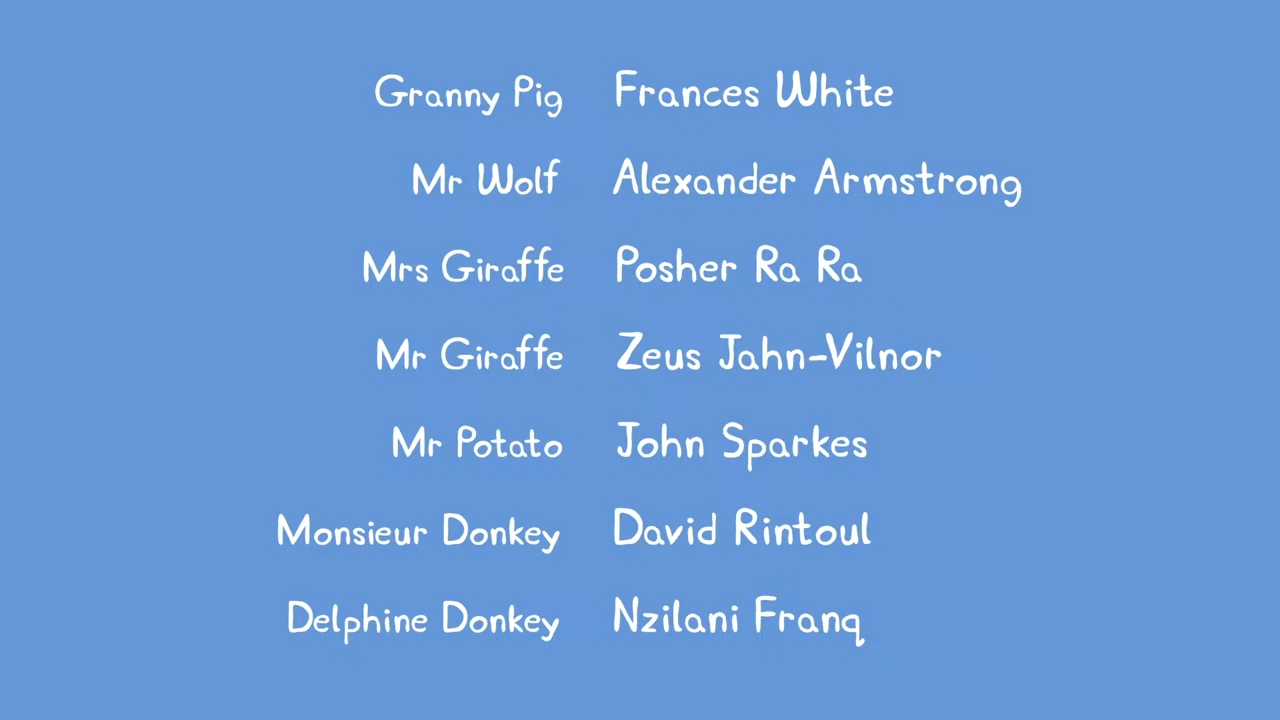 Granny Pig Frances White
Mr Wolf Alexander Armstrong
Mrs Giraffe Posher Ra Ra
Mr Giraffe Zeus Jahn-Vilnor
Mr Potato John Sparkes
Monsieur Donkey David Rintoul
Delphine Donkey Nzilani Franq